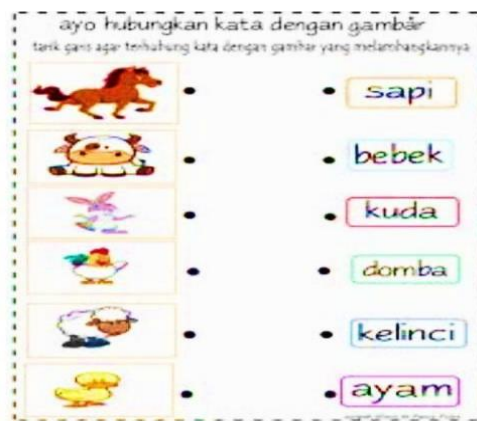 ayo hubungkan kata dengan gambar
tarik garis agar terhubung kata dengan gambar yang melambangkannya
sapi
bebek
kuda
domba
kelinci
ayam